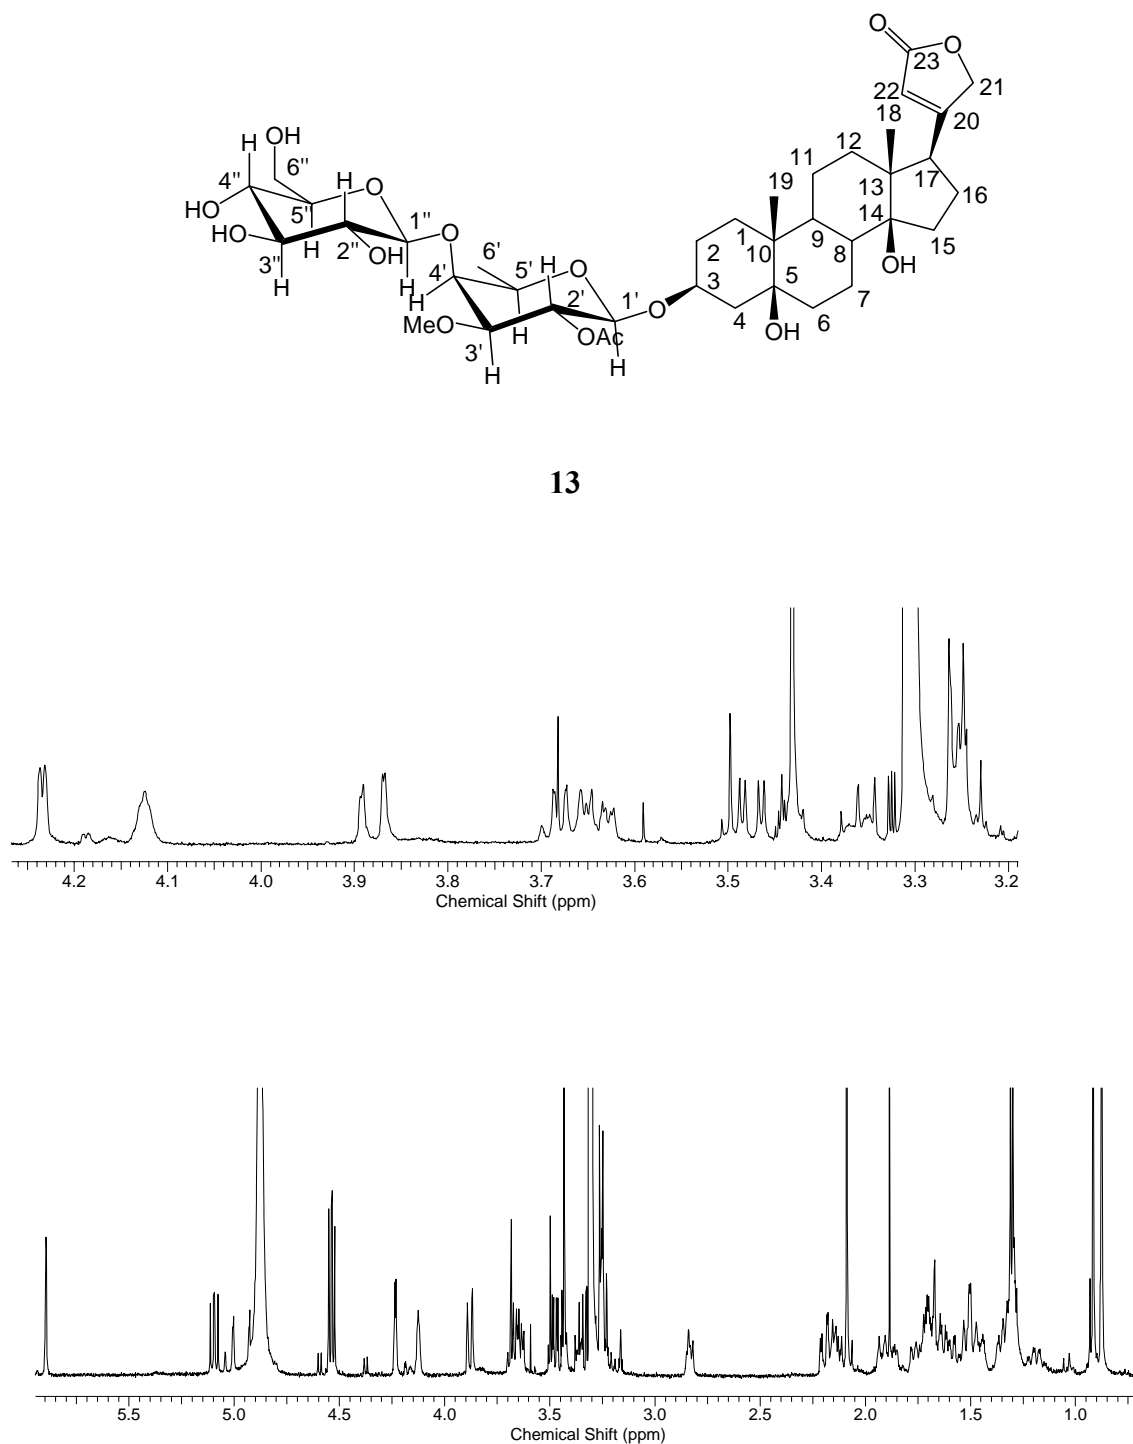 O
O
23
21
22
20
18
12
11
17
16
19
13
14
15
1
9
8
2
10
OH
5
7
3
4
6
OH
O
1'
H
OH
6''
H
4''
HO
5''
H
O
1''
O
6'
H
HO
3''
H
2''
OH
H
4'
H
5'
O
2'
OAc
MeO
3'
H
H
H
13
4.2 4.1 4.0 3.9 3.8 3.7 3.6 3.5 3.4 3.3 3.2
Chemical Shift (ppm)
5.5 5.0 4.5 4.0 3.5 3.0 2.5 2.0 1.5 1.0
Chemical Shift (ppm)